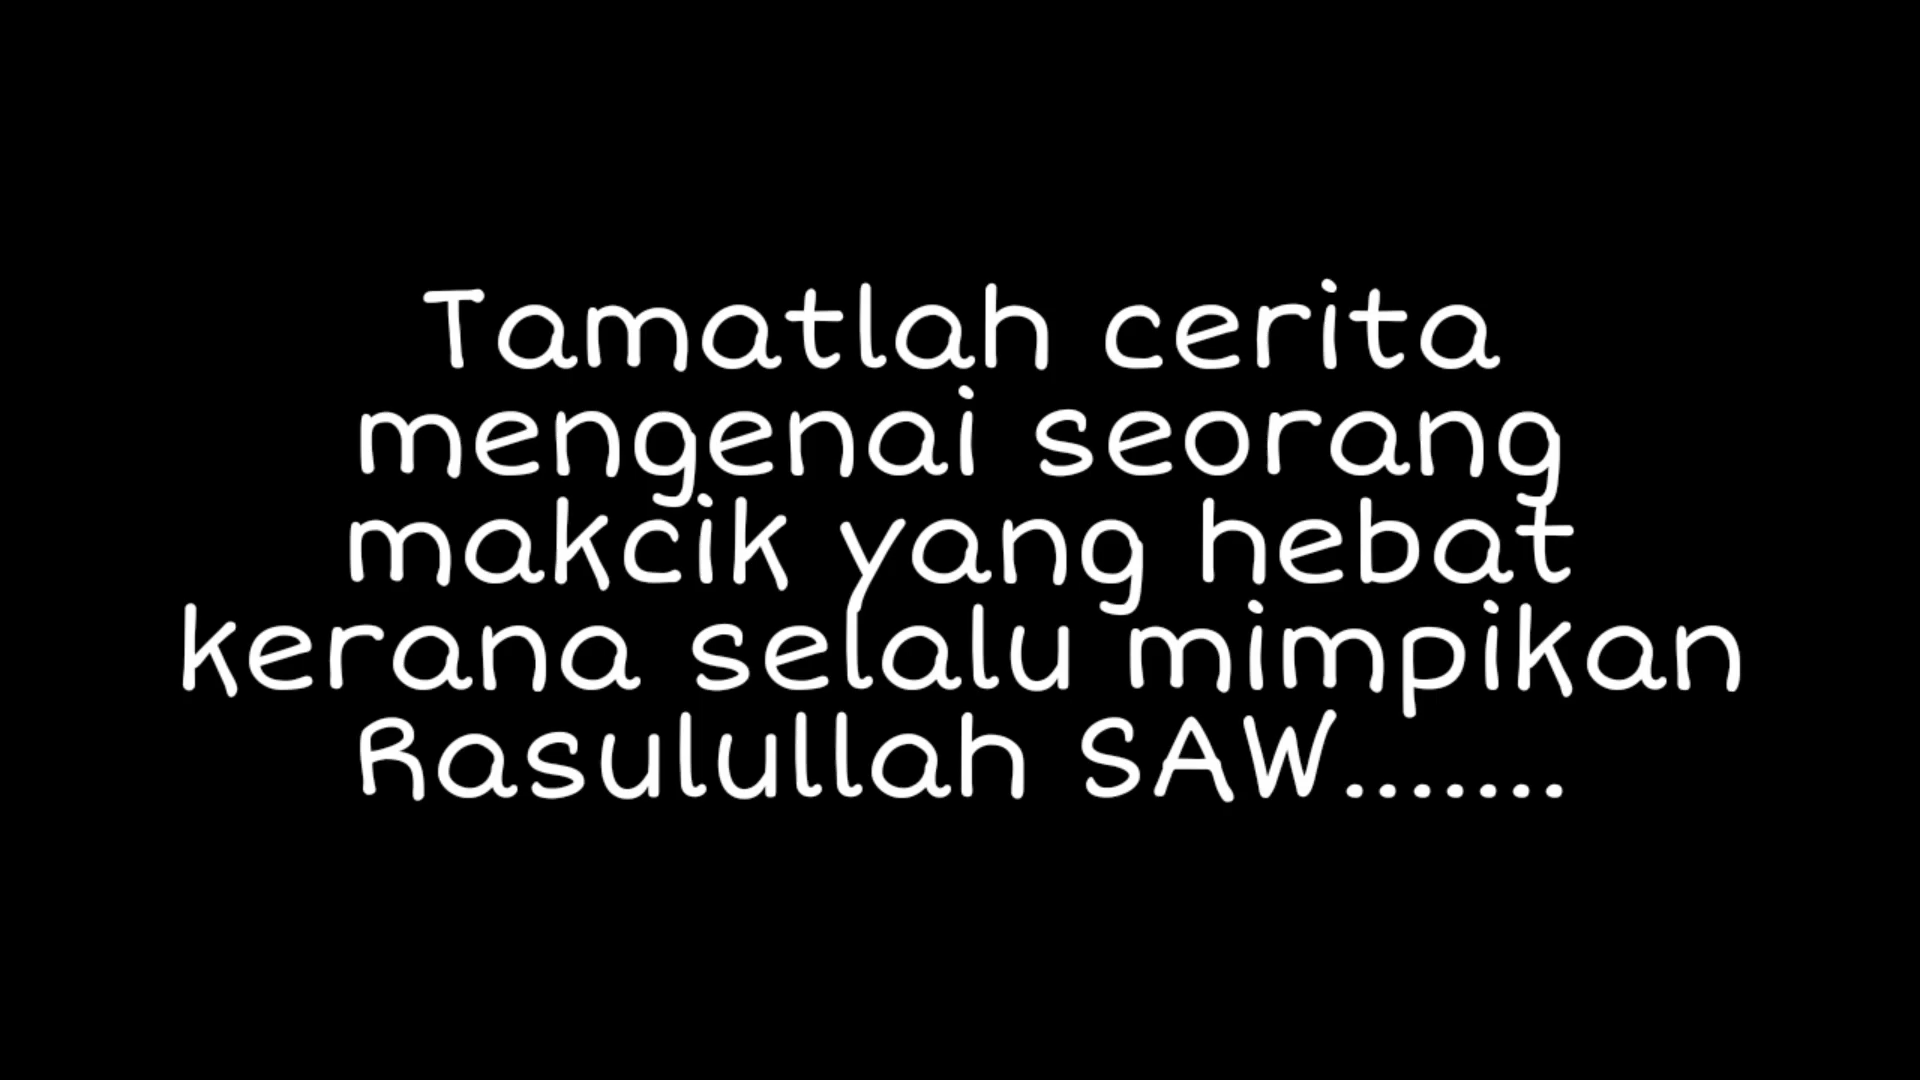 Tamatlah cerita
mengenai seorang
makcik yang hebat
kerana selalu mimpikan
Rasulullah SAW.......